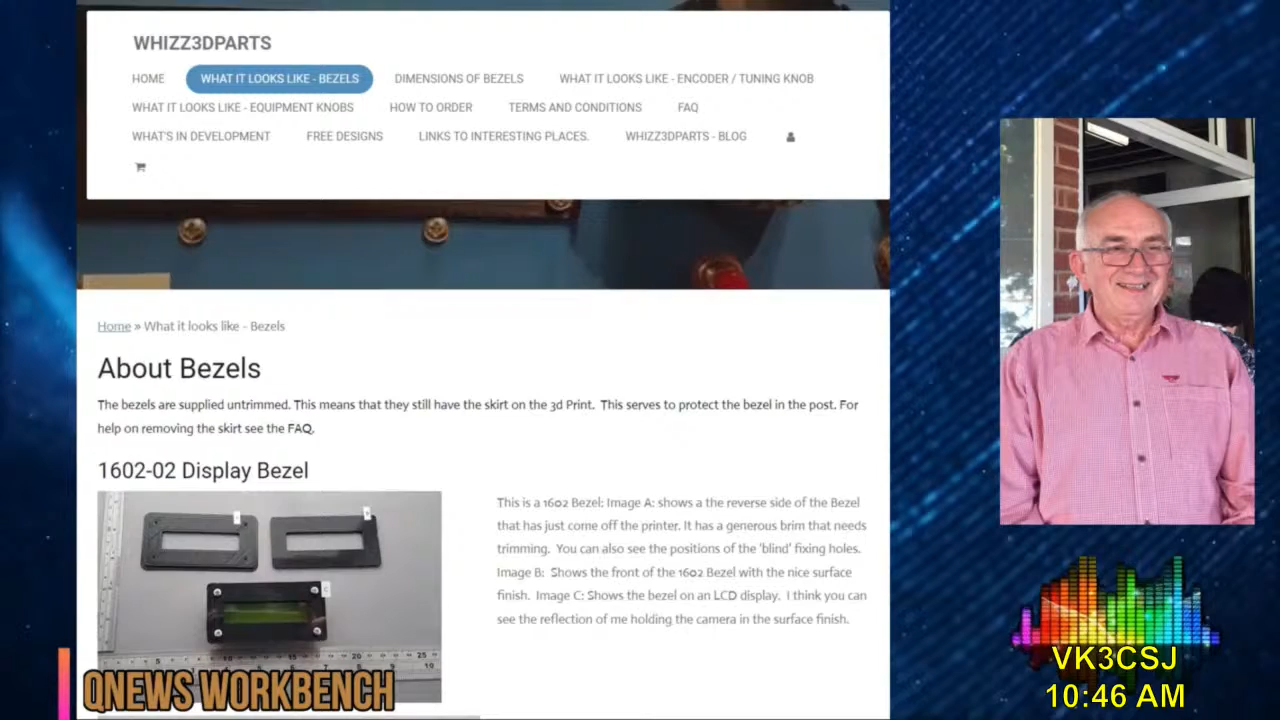 WHIZZ3DPARTS
HOME WHAT IT LOOKS LIKE - BEZELS DIMENSIONS OF BEZELS WHAT IT LOOKS LIKE - ENCODER / TUNING KNOB
WHAT IT LOOKS LIKE - EQUIPMENT KNOBS HOW TO ORDER TERMS AND CONDITIONS FAQ
WHAT'S IN DEVELOPMENT FREE DESIGNS LINKS TO INTERESTING PLACES. WHIZZ3DPARTS - BLOG
Home » What it looks like - Bezels
About Bezels
The bezels are supplied untrimmed. This means that they still have the skirt on the 3d Print. This serves to protect the bezel in the post. For
help on removing the skirt see the FAQ.
1602-02 Display Bezel
This is a 1602 Bezel: Image A: shows a the reverse side of the Bezel
that has just come off the printer. It has a generous brim that needs
trimming. You can also see the positions of the 'blind' fixing holes.
Image B: Shows the front of the 1602 Bezel with the nice surface
finish. Image C: Shows the bezel on an LCD display. I think you can
see the reflection of me holding the camera in the surface finish.
5 10 15 20 25
10
QNEWS WORKBENCH
VK3CSJ
10:46 AM